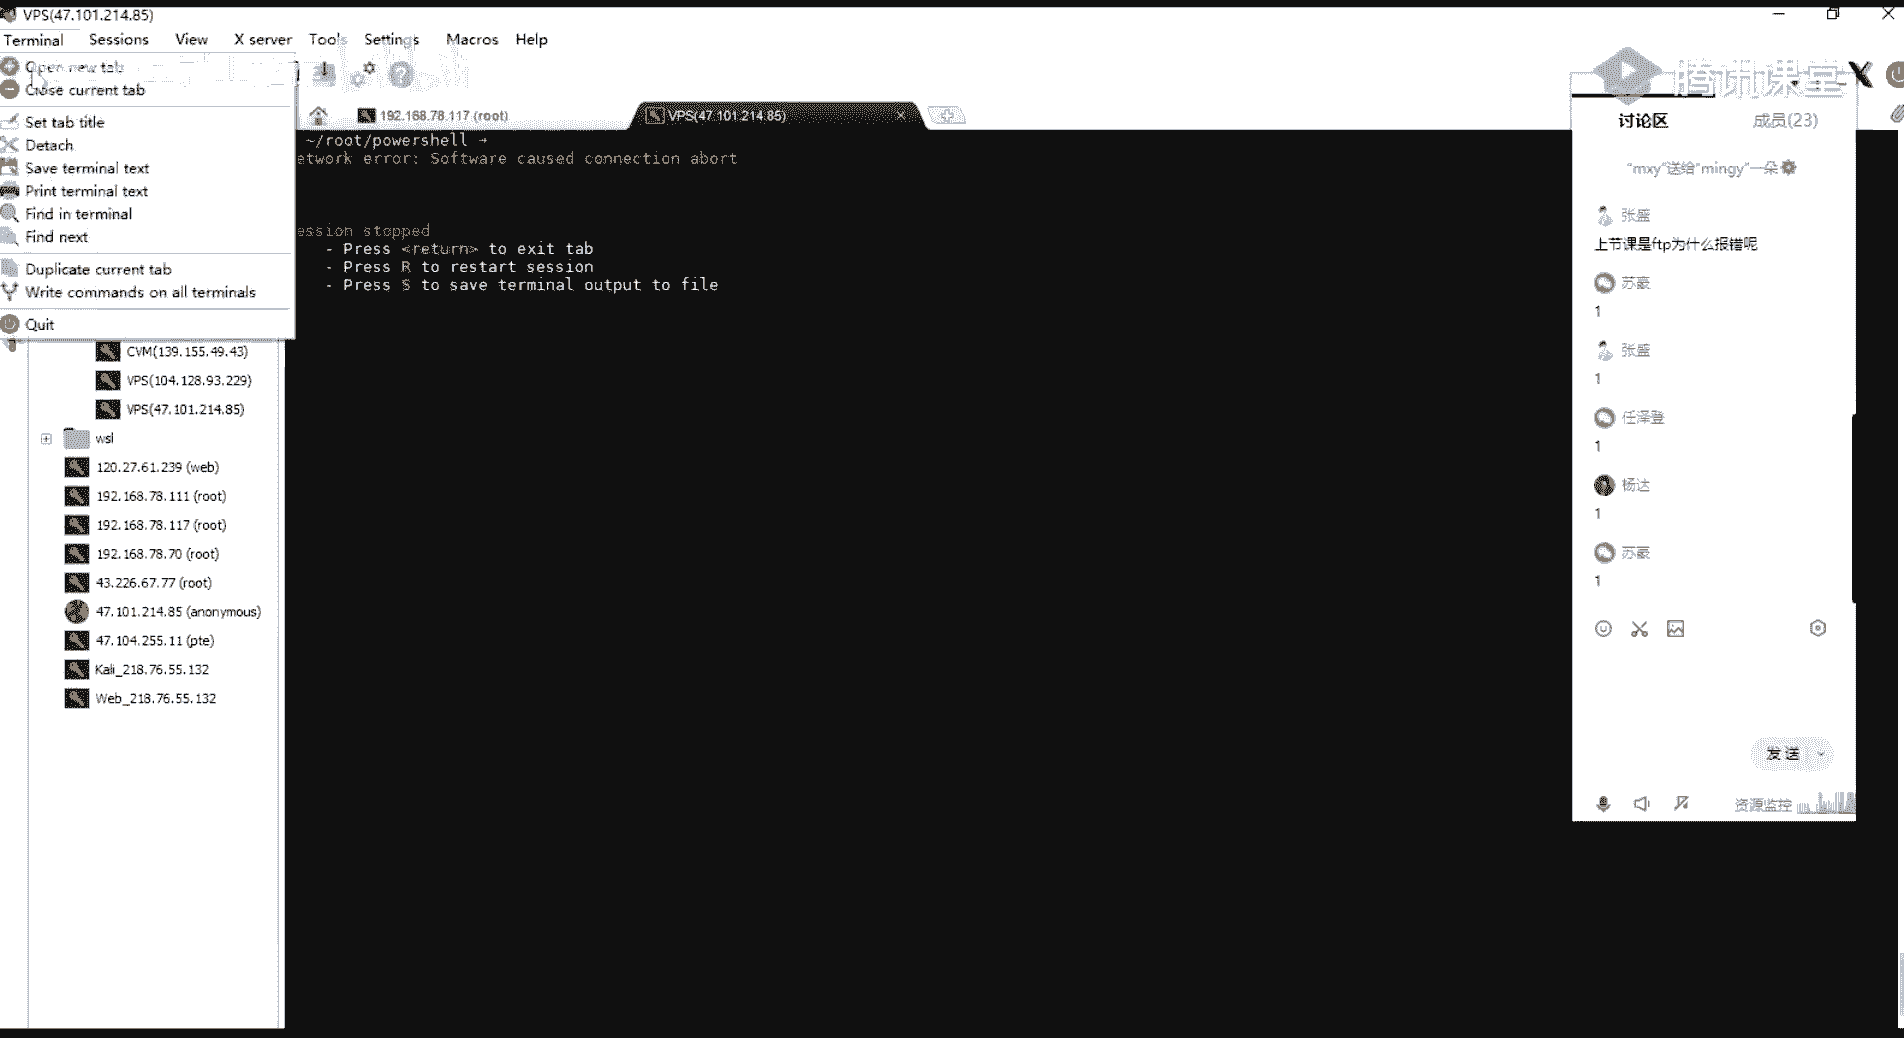 VPS(47.101.214.85)
Terminal Sessions View X server Tools Settings Macros Help
Open new tab
Close current tab
Set tab title
Detach
Save terminal text
Print terminal text
Find in terminal
Find next
Duplicate current tab
Write commands on all terminals
Quit
CVM(139.155.49.43)
VPS(104.128.93.229)
VPS(47.101.214.85)
wsl
120.27.61.239 (web)
192.168.78.111 (root)
192.168.78.117 (root)
192.168.78.70 (root)
43.226.67.77 (root)
47.101.214.85 (anonymous)
47.104.255.11 (pte)
Kali_218.76.55.132
Web_218.76.55.132
192.168.78.117 (root)
VPS(47.101.214.85)
~/root/powershell →
etwork error: Software caused connection abort
ession stopped
- Press <return> to exit tab
- Press R to restart session
- Press S to save terminal output to file
腾讯课堂
讨论区 成员(23)
"mxy"送给"mingy"一朵
张盛
上节课是ftp为什么报错呢
苏豪
1
张盛
1
任泽登
1
杨达
1
苏豪
1
发送
资源监控